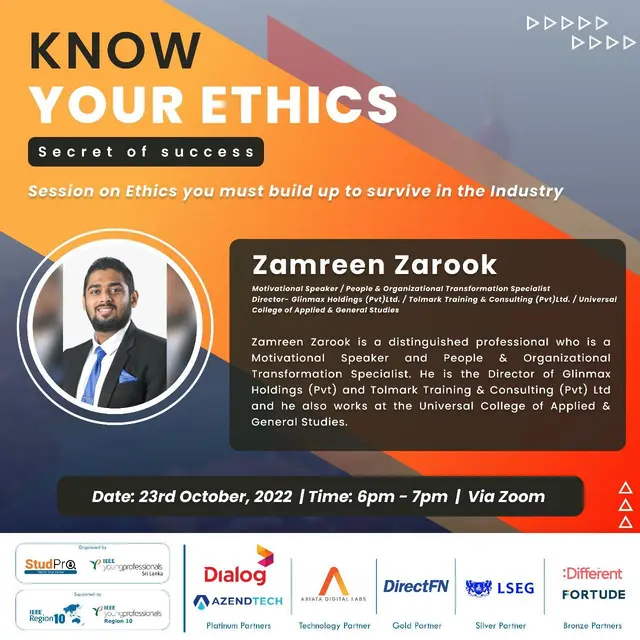 KNOW
YOUR ETHICS
Secret of success
Session on Ethics you must build up to survive in the Industry
Zamreen Zarook
Motivational Speaker / People & Organizational Transformation Specialist
Director- Glinmax Holdings (Pvt)Ltd. / Tolmark Training & Consulting (Pvt)Ltd. / Universal
College of Applied & General Studies
Zamreen Zarook is a distinguished professional who is a
Motivational Speaker and People & Organizational
Transformation Specialist. He is the Director of Glinmax
Holdings (Pvt) and Tolmark Training & Consulting (Pvt) Ltd
and he also works at the Universal College of Applied &
General Studies.
Date: 23rd October, 2022 | Time: 6pm - 7pm | Via Zoom
Organized by
StudPro
IEEE
youngprofessionals
Sri Lanka
Supported by
IEEE
Region 10
IEEE
youngprofessionals
Region 10
Dialog
AZENDTECH
Platinum Partners
AXIATA DIGITAL LABS
Technology Partner
DirectFN
Gold Partner
LSEG
Silver Partner
:Different
FORTUDE
Bronze Partners